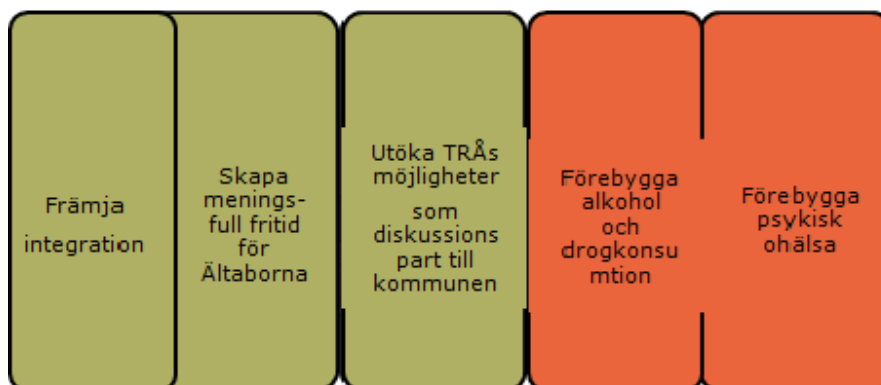 Främja
integration
Skapa
menings-
full fritid
för
Ältaborna
Utöka TRÅs
möjligheter
som
diskussions
part till
kommunen
Förebygga
alkohol
och
drogkonsu
mtion
Förebygga
psykisk
ohälsa